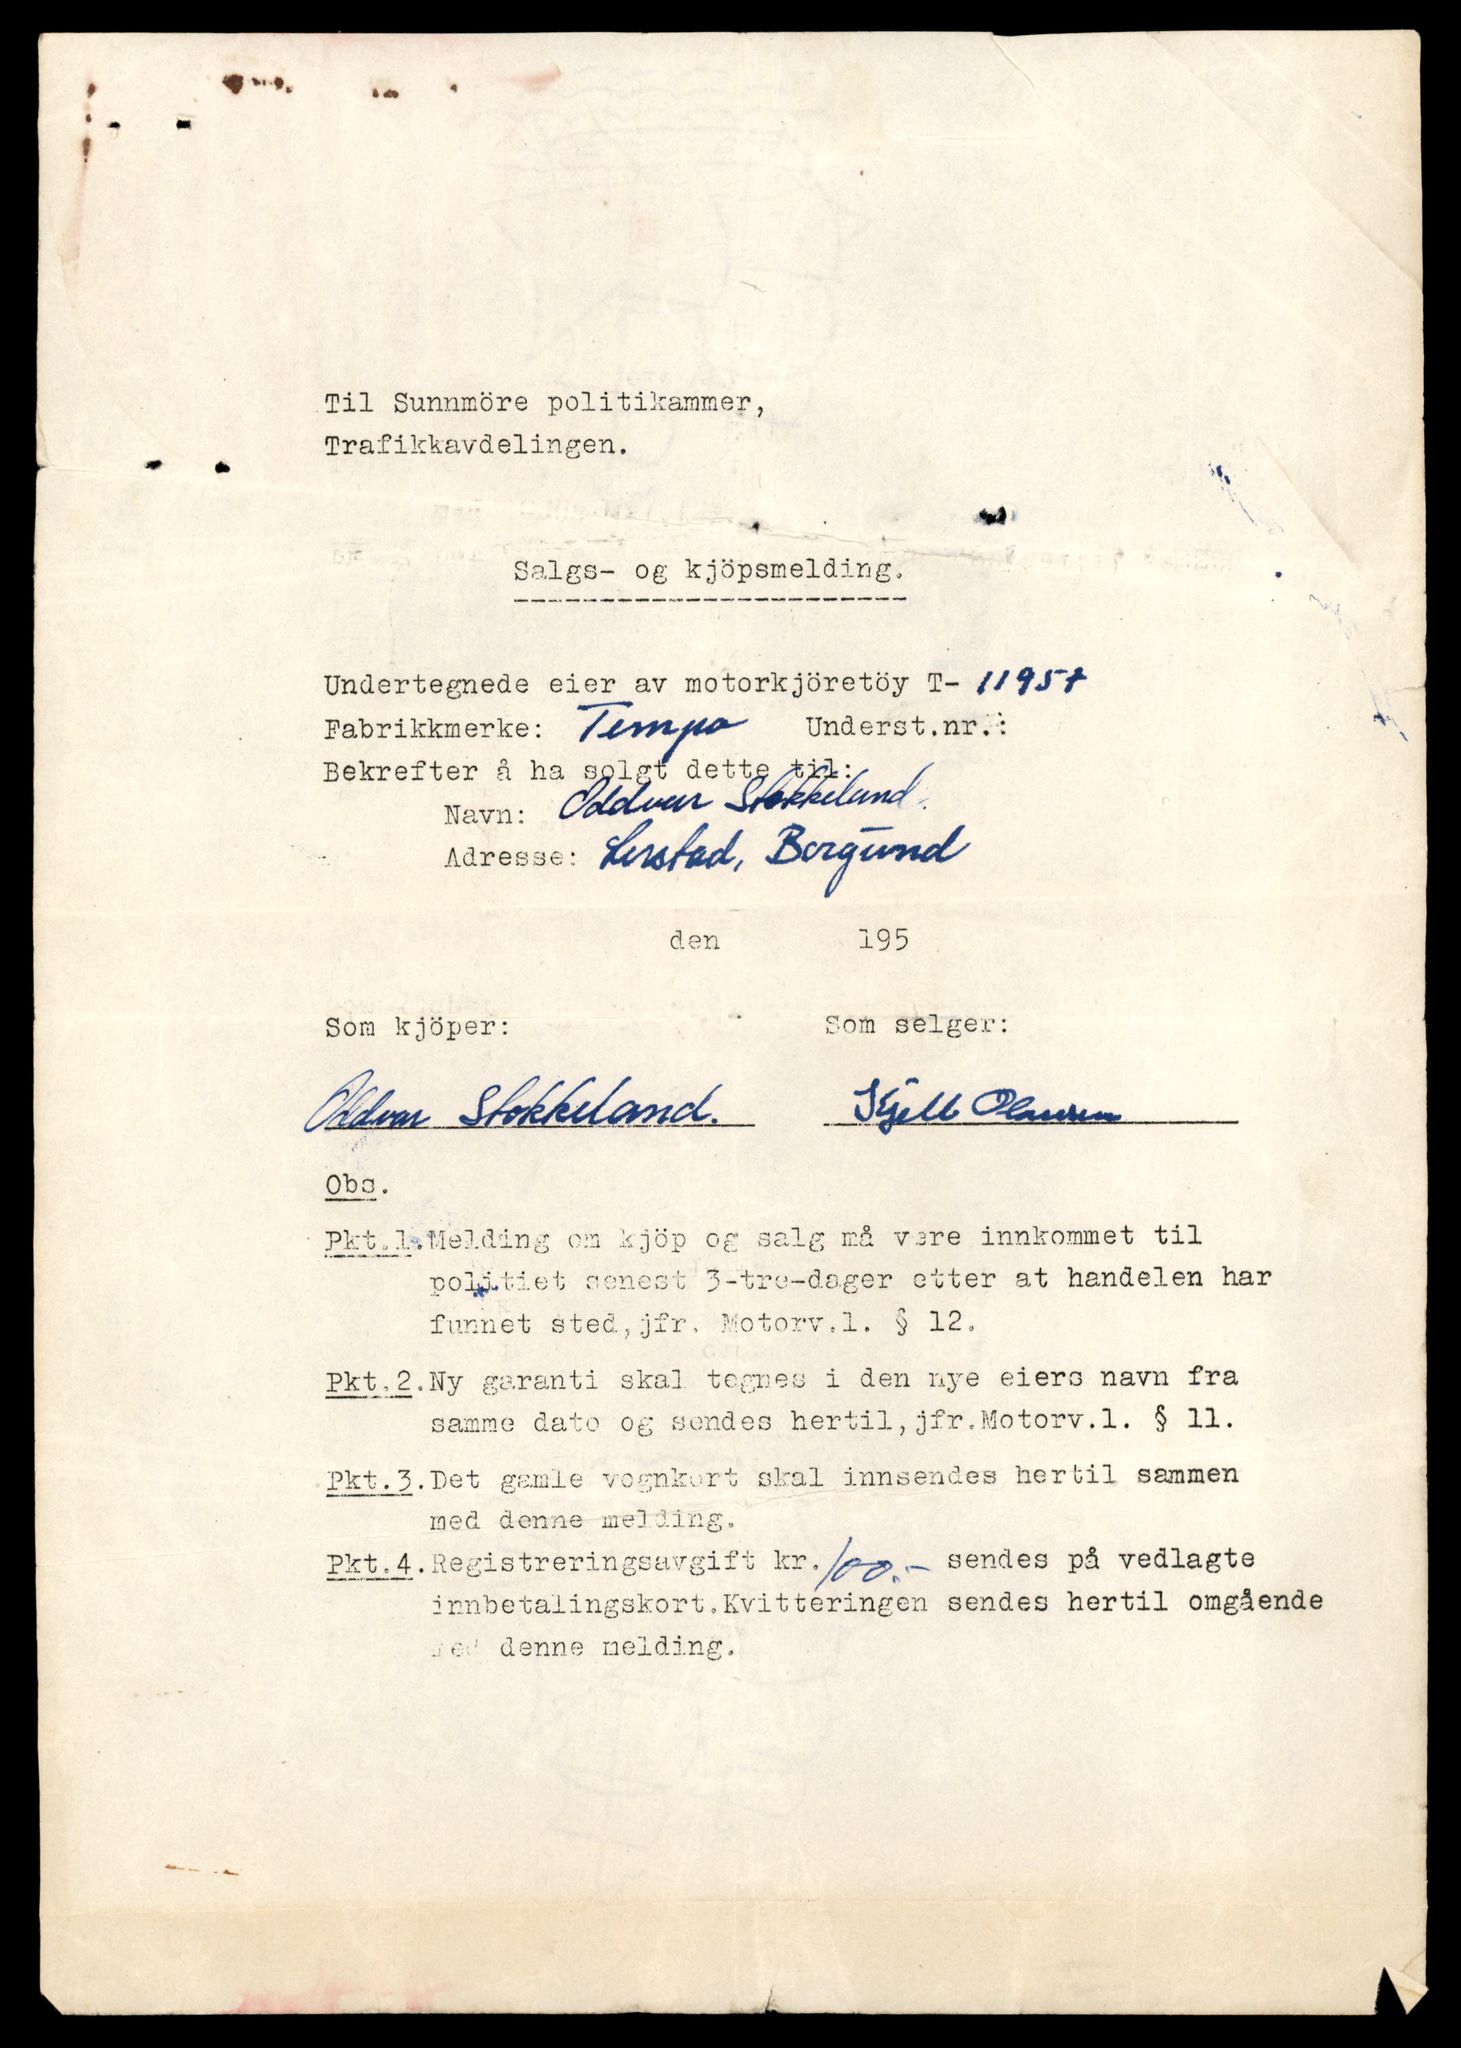 Til Sunnmöre politikammer,
Trafikkavdelingen.
Salgs- og kjöpsmelding.
Undertegnede eier av motorkjöretöy T- 11957
Fabrikkmerke: Tempo Underst.nr.:
Bekrefter å ha solgt dette til:
Navn: Oddvar Stokkeland.
Adresse: Lerstad, Borgund
den 195
Som kjöper: Som selger:
Oddvar Stokkeland. Kjell
Obs.
Pkt.1. Melding om kjöp og salg må være innkommet til
politiet senest 3-tre-dager etter at handelen har
funnet sted, jfr. Motorv.l. § 12.
Pkt.2. Ny garanti skal tegnes i den nye eiers navn fra
samme dato og sendes hertil, jfr.Motorv.l. § 11.
Pkt.3. Det gamle vognkort skal innsendes hertil sammen
med denne melding.
Pkt.4. Registreringsavgift kr. 100.- sendes på vedlagte
innbetalingskort. Kvitteringen sendes hertil omgående
med denne melding.